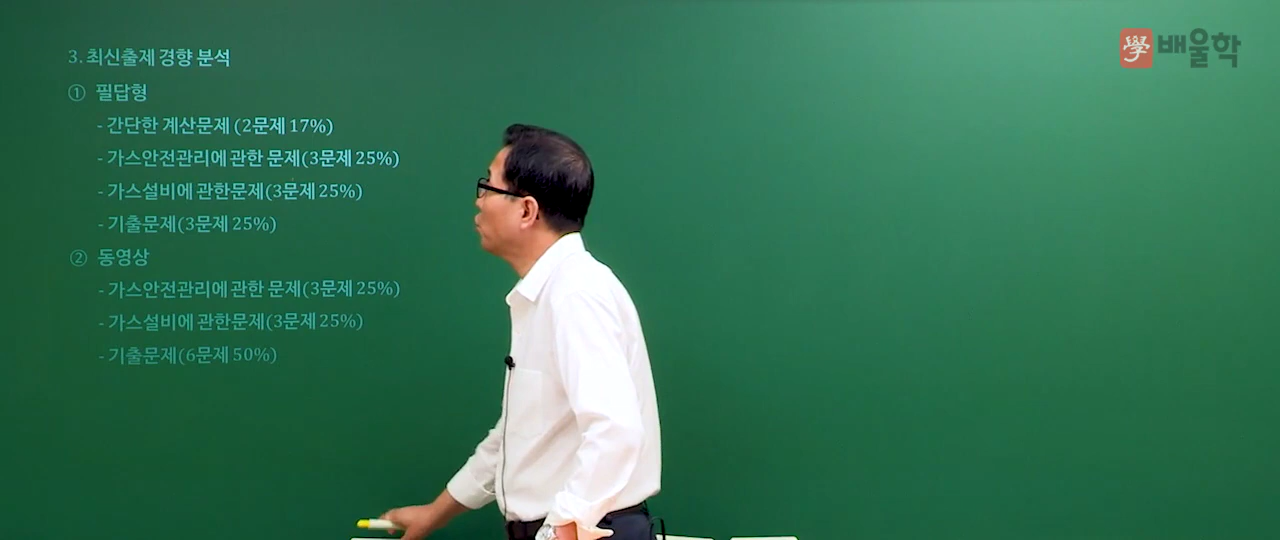 3. 최신출제 경향 분석
① 필답형
- 간단한 계산문제 (2문제 17%)
- 가스안전관리에 관한 문제(3문제 25%)
- 가스설비에 관한문제(3문제 25%)
- 기출문제(3문제 25%)
② 동영상
- 가스안전관리에 관한 문제(3문제 25%)
- 가스설비에 관한문제(3문제 25%)
- 기출문제(6문제 50%)
學 배울학